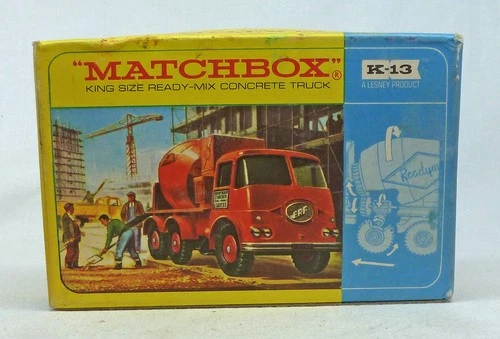 "MATCHBOX"®
KING SIZE READY-MIX CONCRETE TRUCK
K-13
A LESNEY PRODUCT
ERF